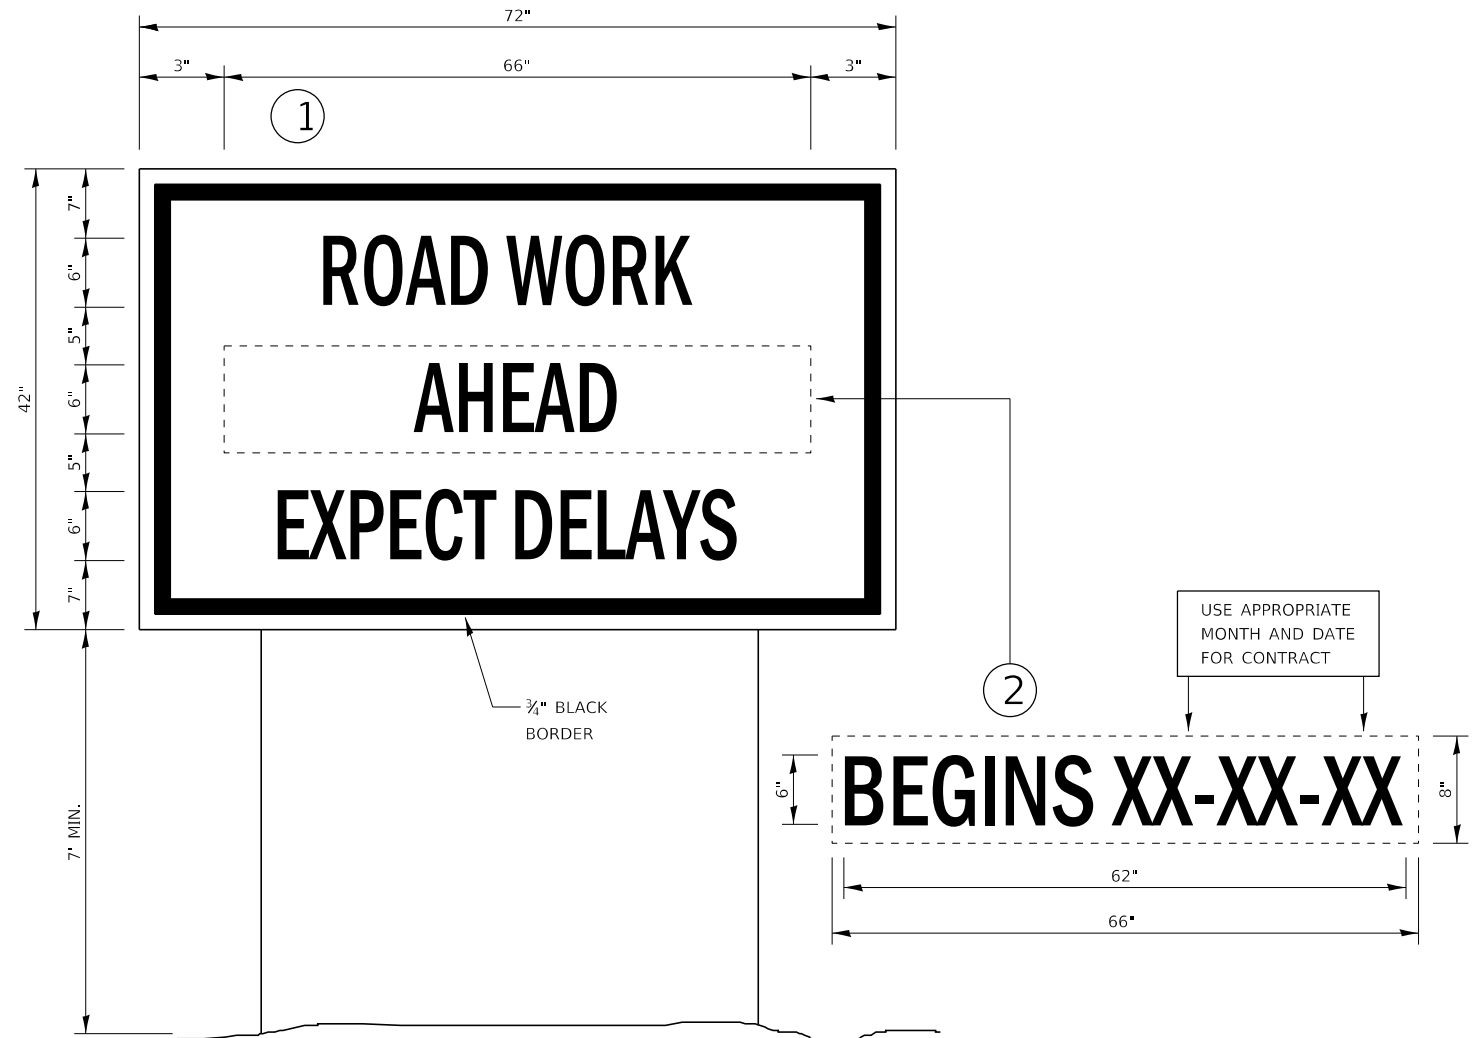 72"
3" 66" 3"
1
7"
6"
5"
6"
5"
6"
7"
42"
ROAD WORK
AHEAD
EXPECT DELAYS
¾" BLACK
BORDER
7' MIN.
2
USE APPROPRIATE
MONTH AND DATE
FOR CONTRACT
6"
BEGINS XX-XX-XX
8"
62"
66"